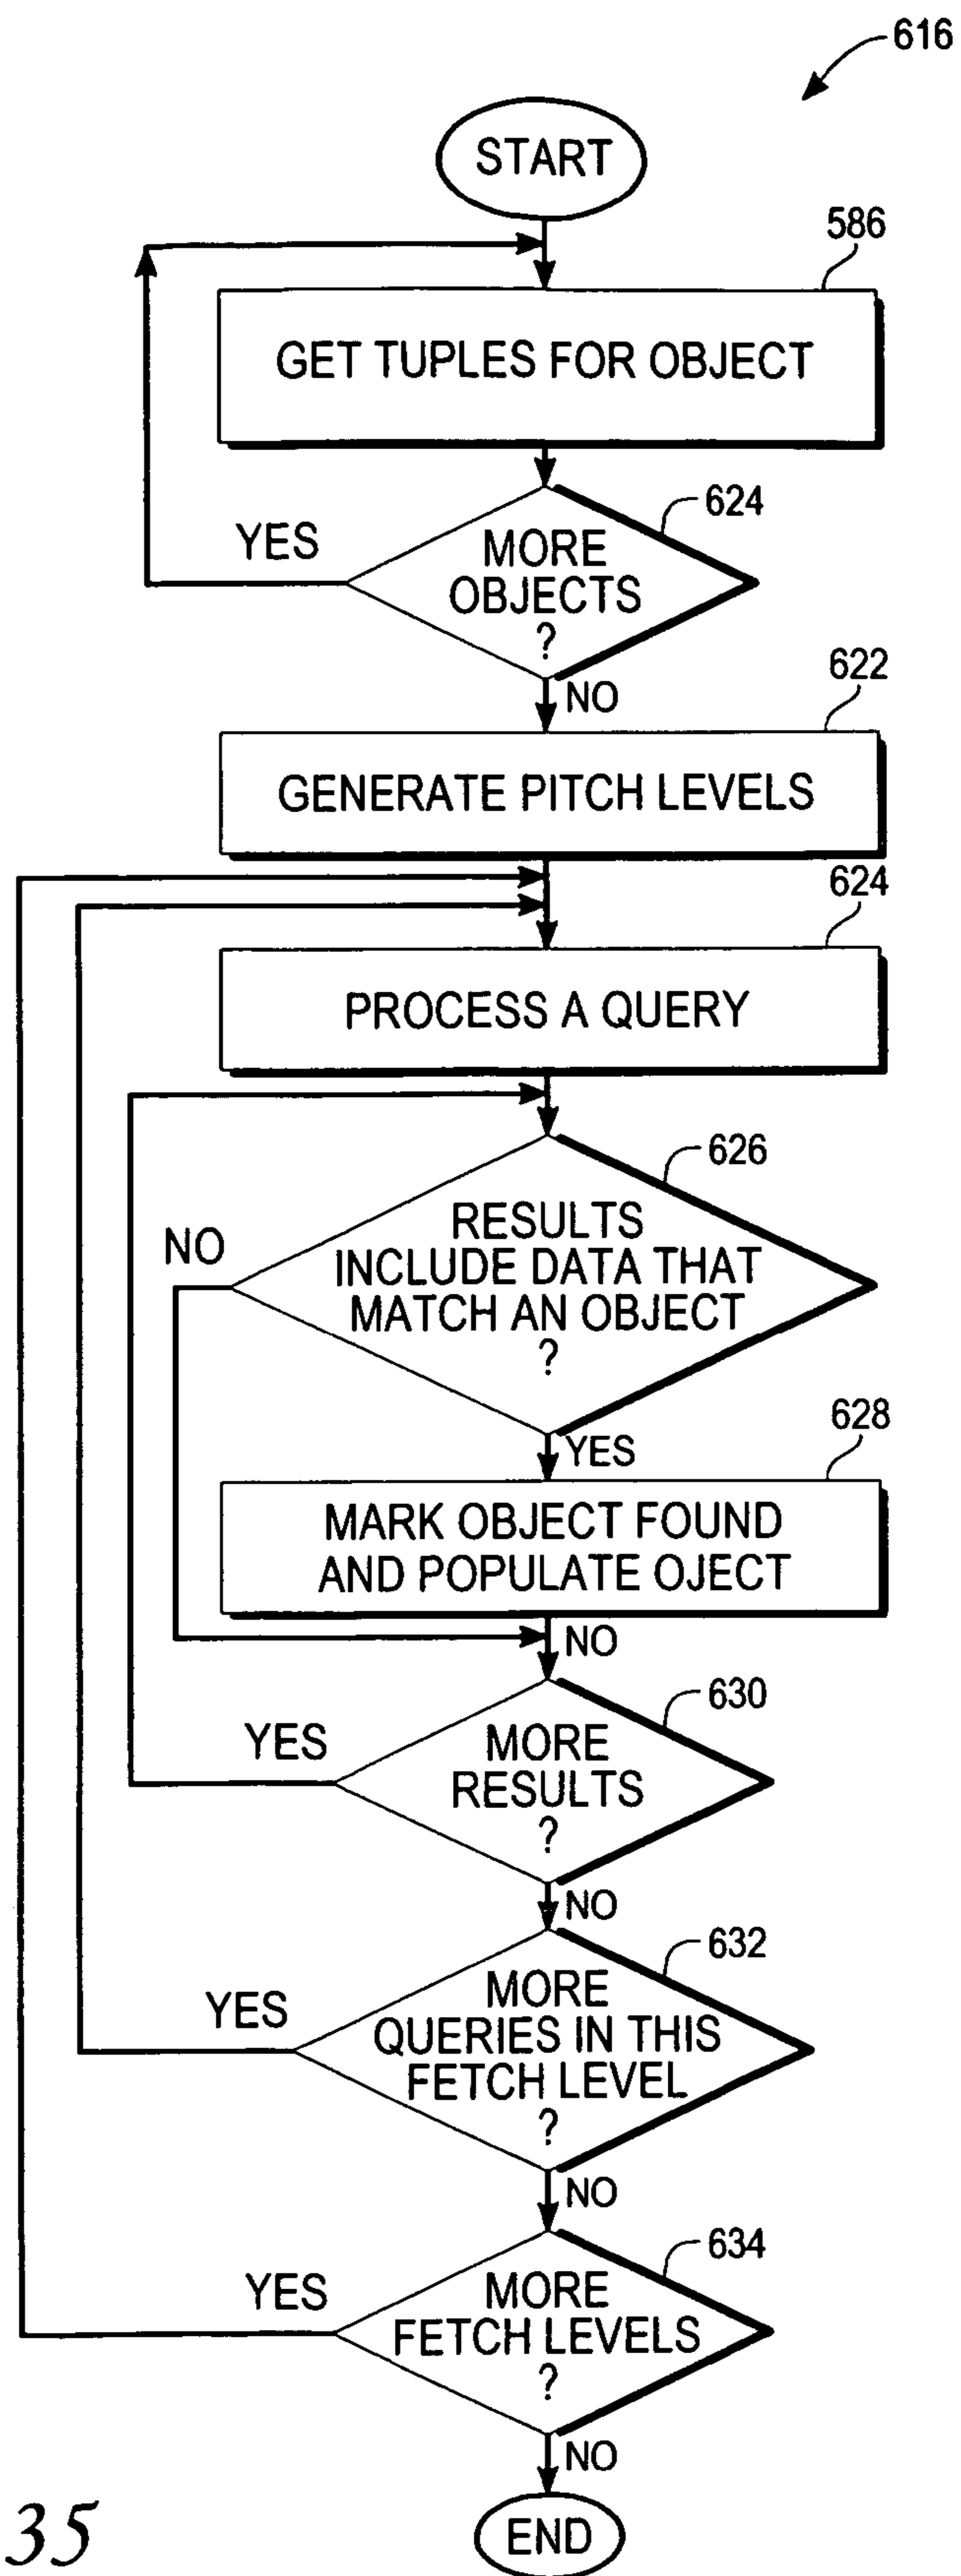 616
START
586
GET TUPLES FOR OBJECT
624
YES
MORE
OBJECTS
?
NO
622
GENERATE PITCH LEVELS
624
PROCESS A QUERY
626
NO
RESULTS
INCLUDE DATA THAT
MATCH AN OBJECT
?
YES
628
MARK OBJECT FOUND
AND POPULATE OJECT
NO
630
YES
MORE
RESULTS
?
NO
632
YES
MORE
QUERIES IN THIS
FETCH LEVEL
?
NO
634
YES
MORE
FETCH LEVELS
?
NO
END
35